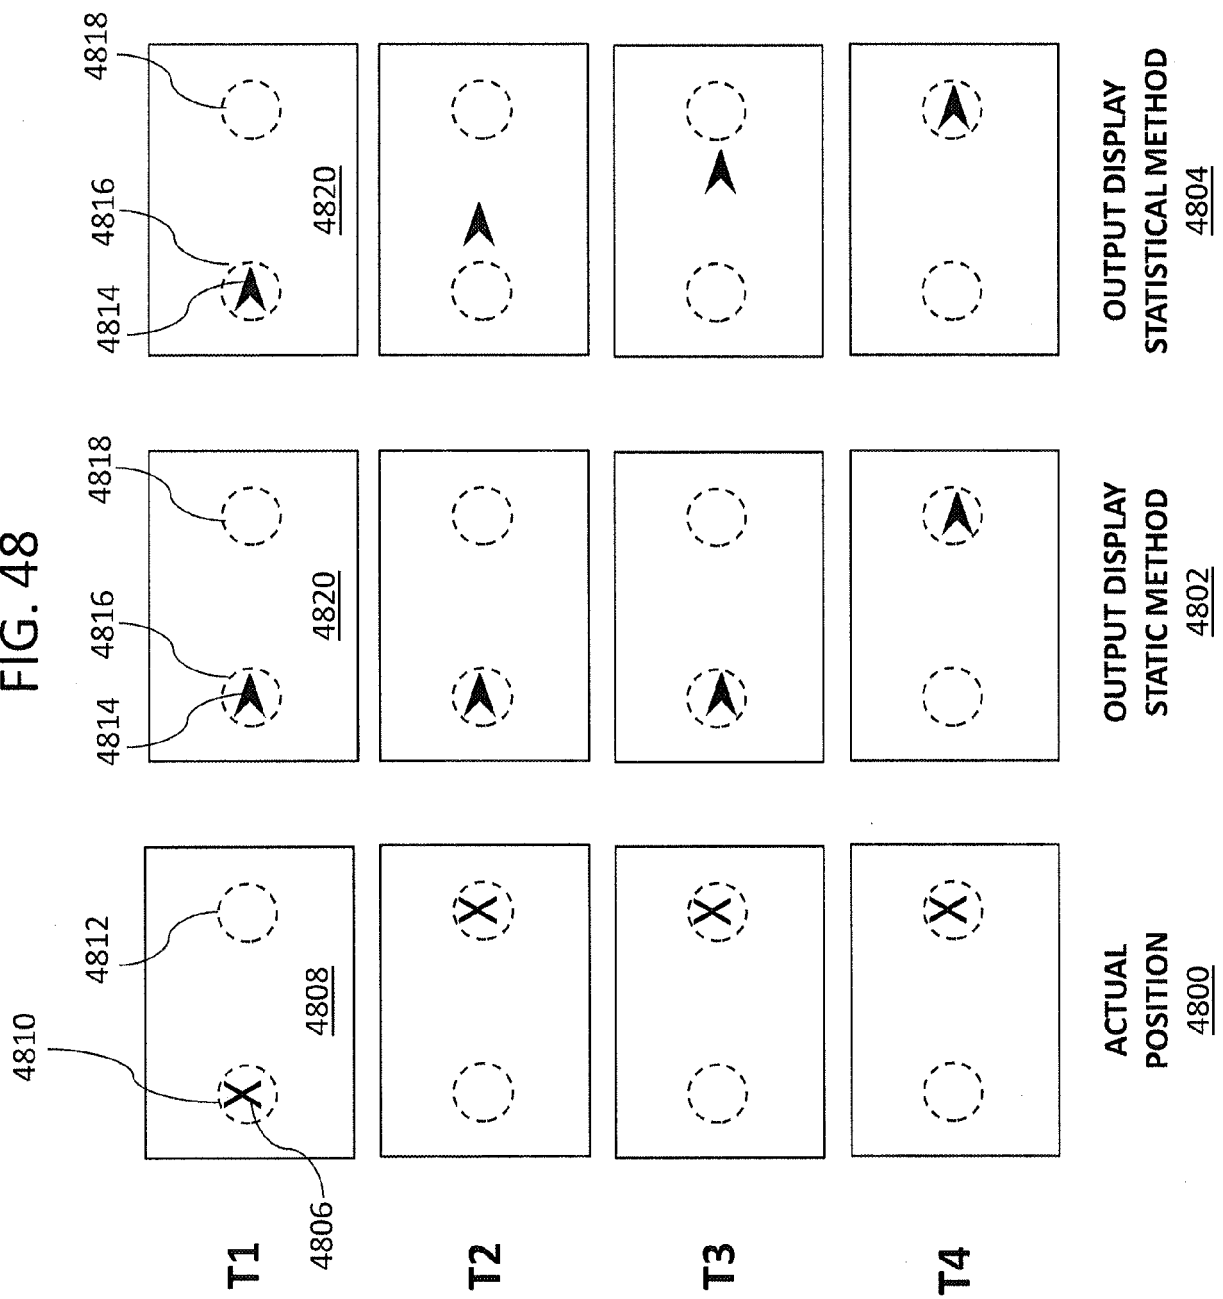 FIG. 48
4810
4812
4814
4816
4818
4814
4816
4818
T1
X
4806
4808
4820
4820
T2
X
T3
X
T4
X
ACTUAL
POSITION
4800
OUTPUT DISPLAY
STATIC METHOD
4802
OUTPUT DISPLAY
STATISTICAL METHOD
4804